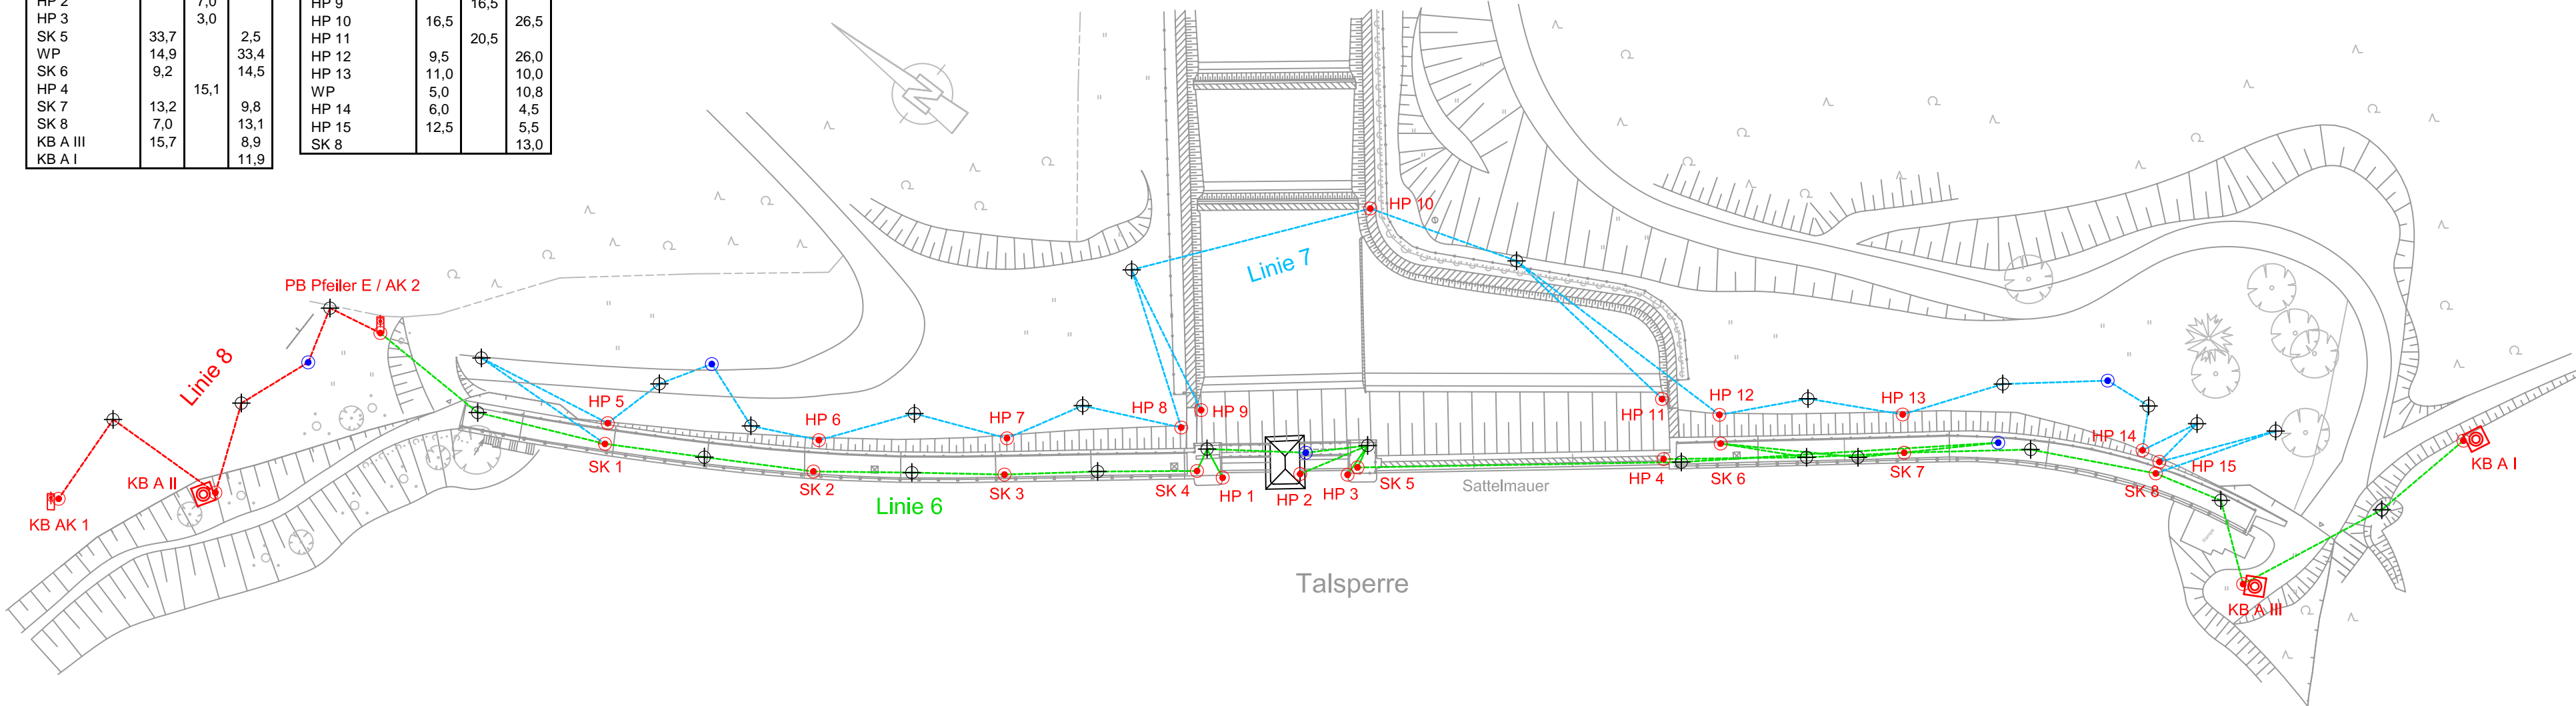 HP 2 7,0
HP 3 3,0
SK 5 33,7 2,5
WP 14,9 33,4
SK 6 9,2 14,5
HP 4 15,1
SK 7 13,2 9,8
SK 8 7,0 13,1
KB A III 15,7 8,9
KB A I 11,9
HP 9 16,5
HP 10 16,5 26,5
HP 11 20,5
HP 12 9,5 26,0
HP 13 11,0 10,0
WP 5,0 10,8
HP 14 6,0 4,5
HP 15 12,5 5,5
SK 8 13,0
N
HP 10
Linie 7
PB Pfeiler E / AK 2
Linie 8
HP 5
HP 6
HP 7
HP 8
HP 9
HP 11
HP 12
HP 13
HP 14
HP 15
KB A II
KB AK 1
SK 1
SK 2
SK 3
SK 4
HP 1
HP 2
HP 3
SK 5
Sattelmauer
HP 4
SK 6
SK 7
SK 8
KB A I
Linie 6
Talsperre
KB A III